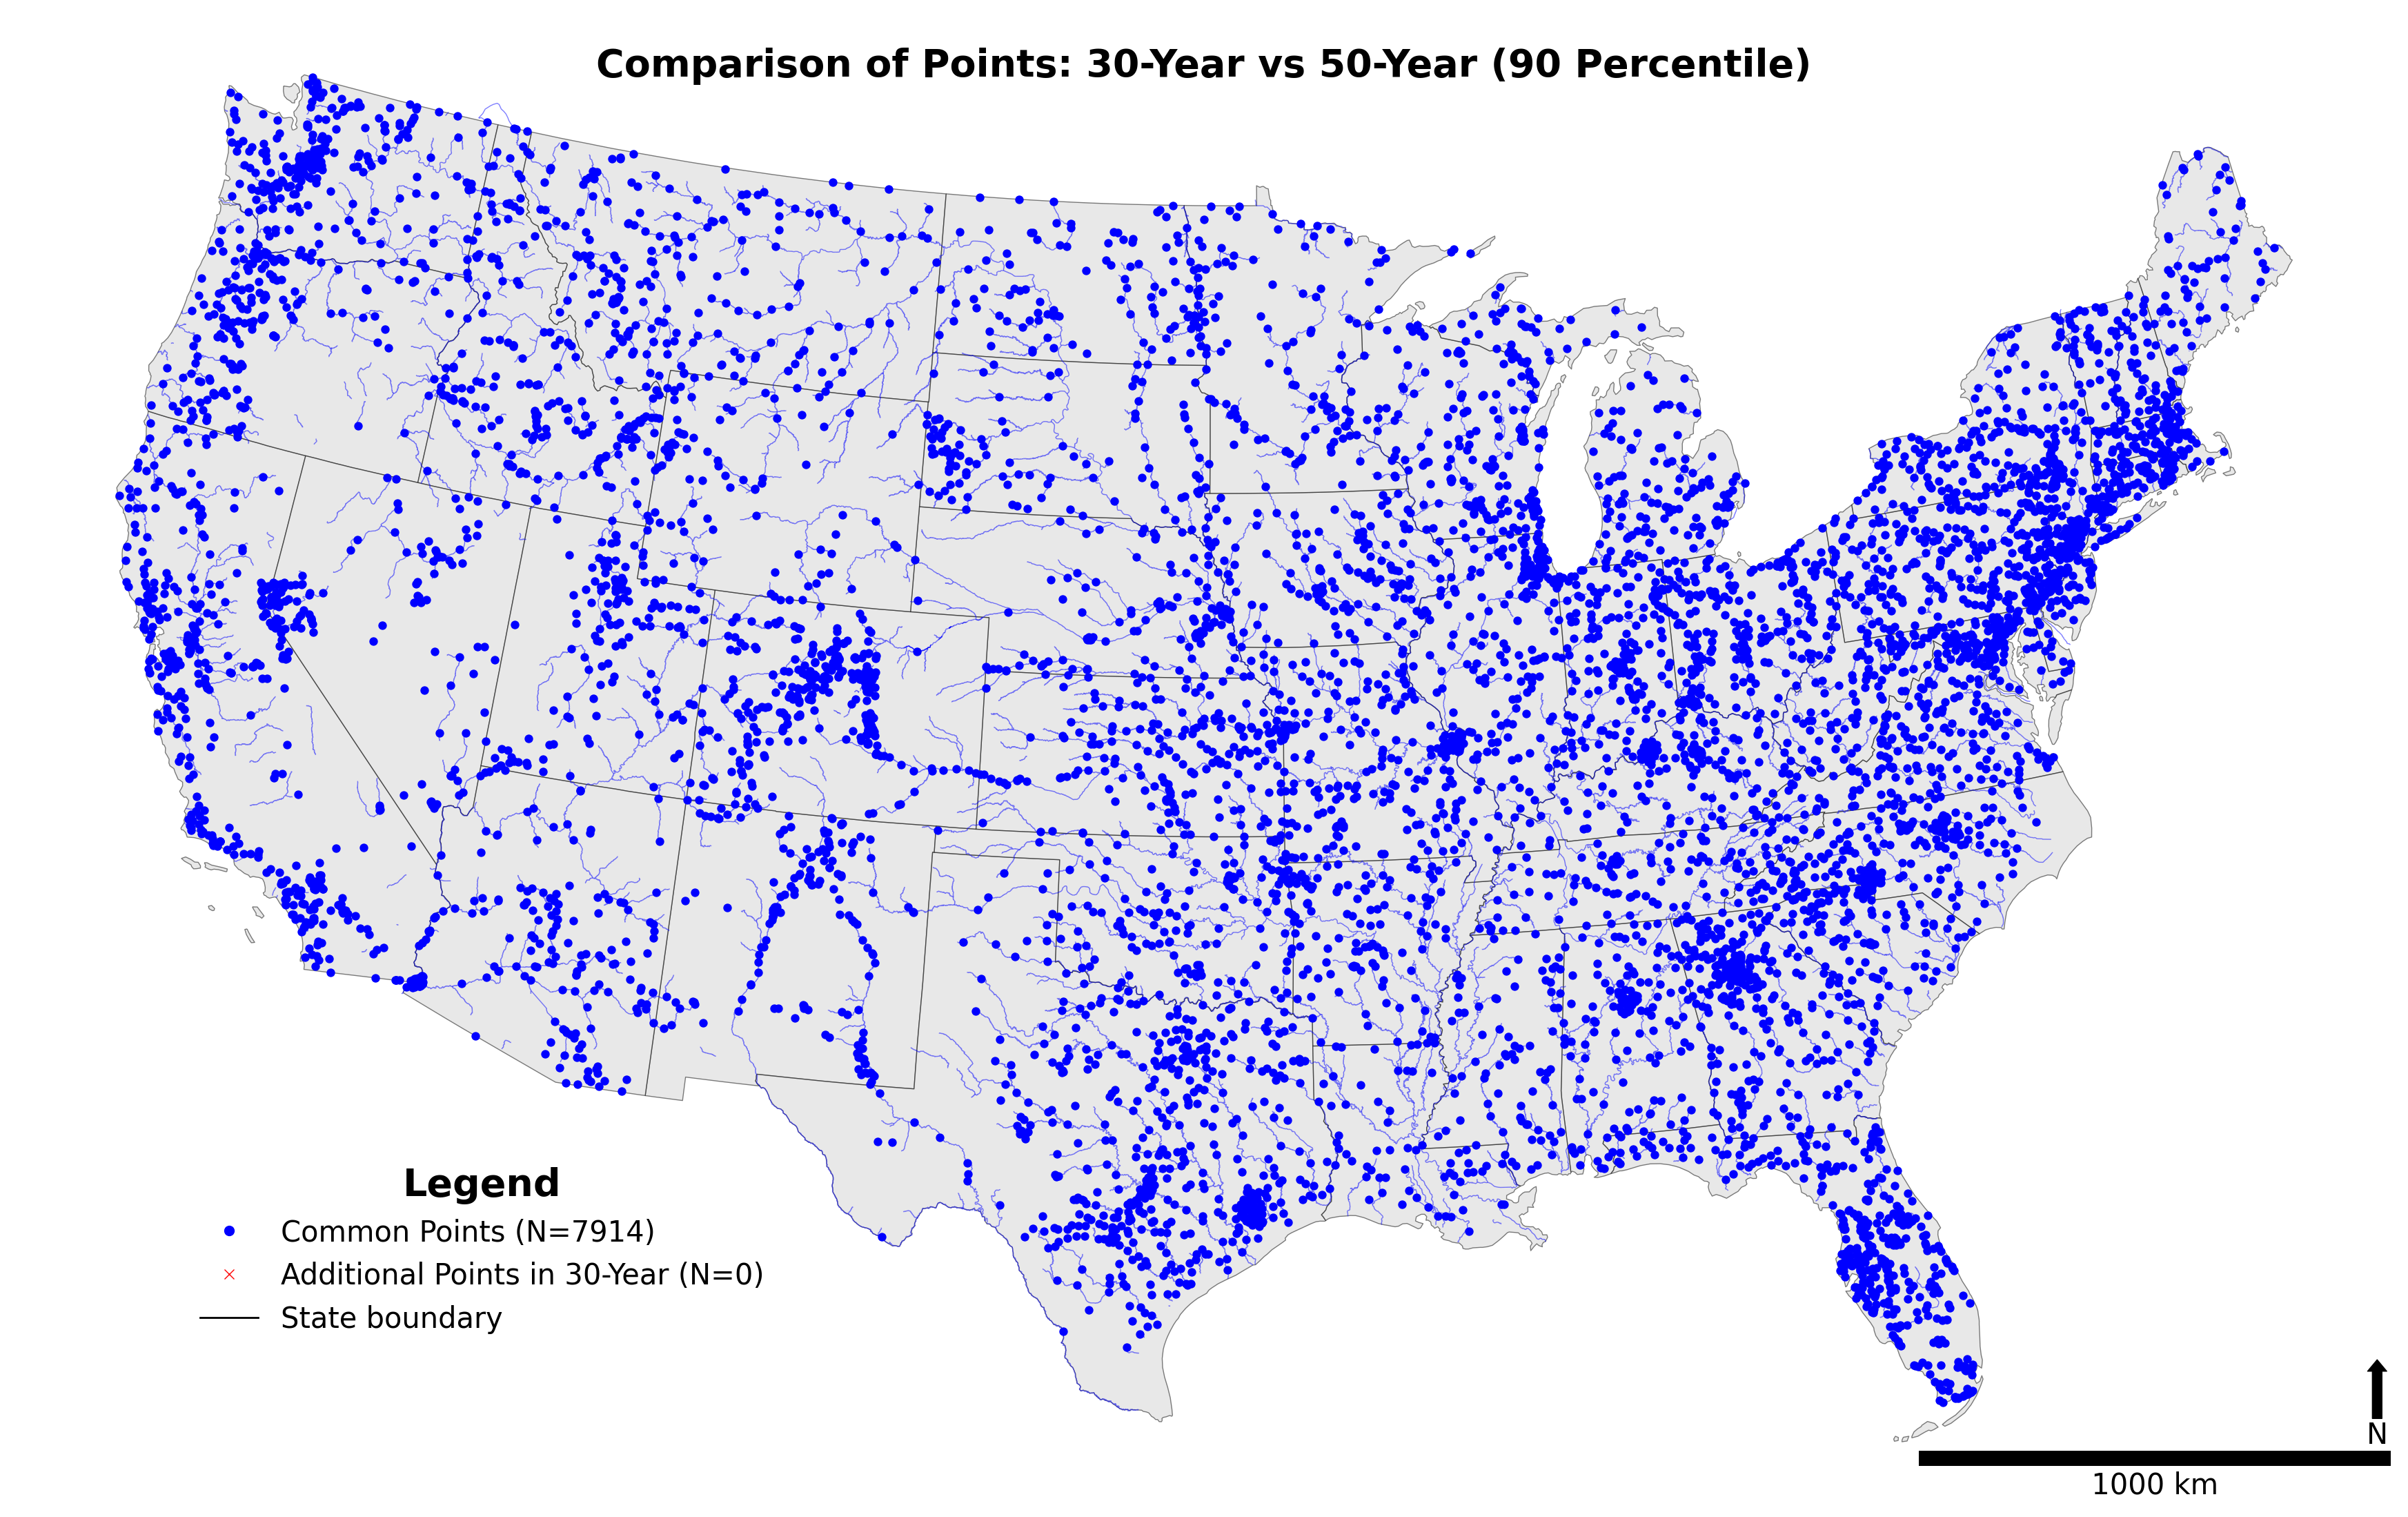 Comparison of Points: 30-Year vs 50-Year (90 Percentile)
Legend
Common Points (N=7914)
Additional Points in 30-Year (N=0)
State boundary
N
1000 km